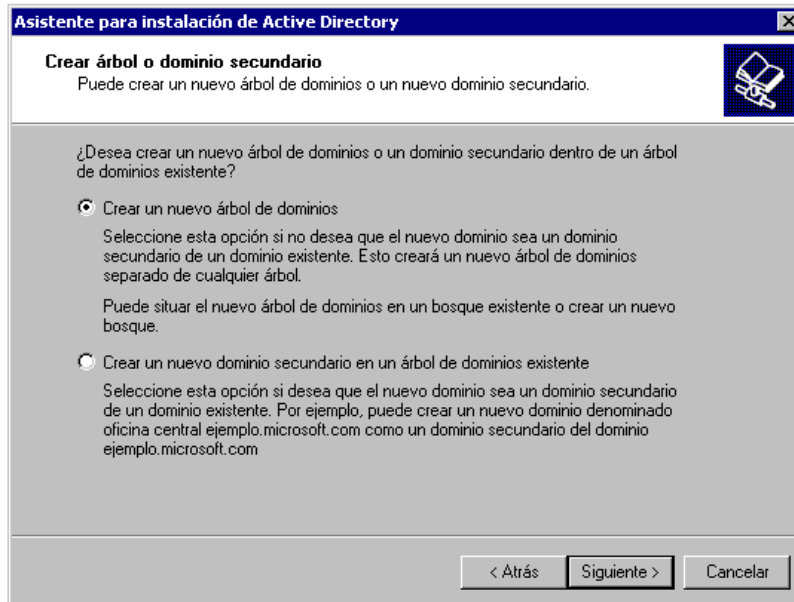 Asistente para instalación de Active Directory
Crear árbol o dominio secundario
Puede crear un nuevo árbol de dominios o un nuevo dominio secundario.
¿Desea crear un nuevo árbol de dominios o un dominio secundario dentro de un árbol
de dominios existente?
Crear un nuevo árbol de dominios
Seleccione esta opción si no desea que el nuevo dominio sea un dominio
secundario de un dominio existente. Esto creará un nuevo árbol de dominios
separado de cualquier árbol.
Puede situar el nuevo árbol de dominios en un bosque existente o crear un nuevo
bosque.
Crear un nuevo dominio secundario en un árbol de dominios existente
Seleccione esta opción si desea que el nuevo dominio sea un dominio secundario
de un dominio existente. Por ejemplo, puede crear un nuevo dominio denominado
oficina central ejemplo.microsoft.com como un dominio secundario del dominio
ejemplo.microsoft.com
< Atrás Siguiente > Cancelar